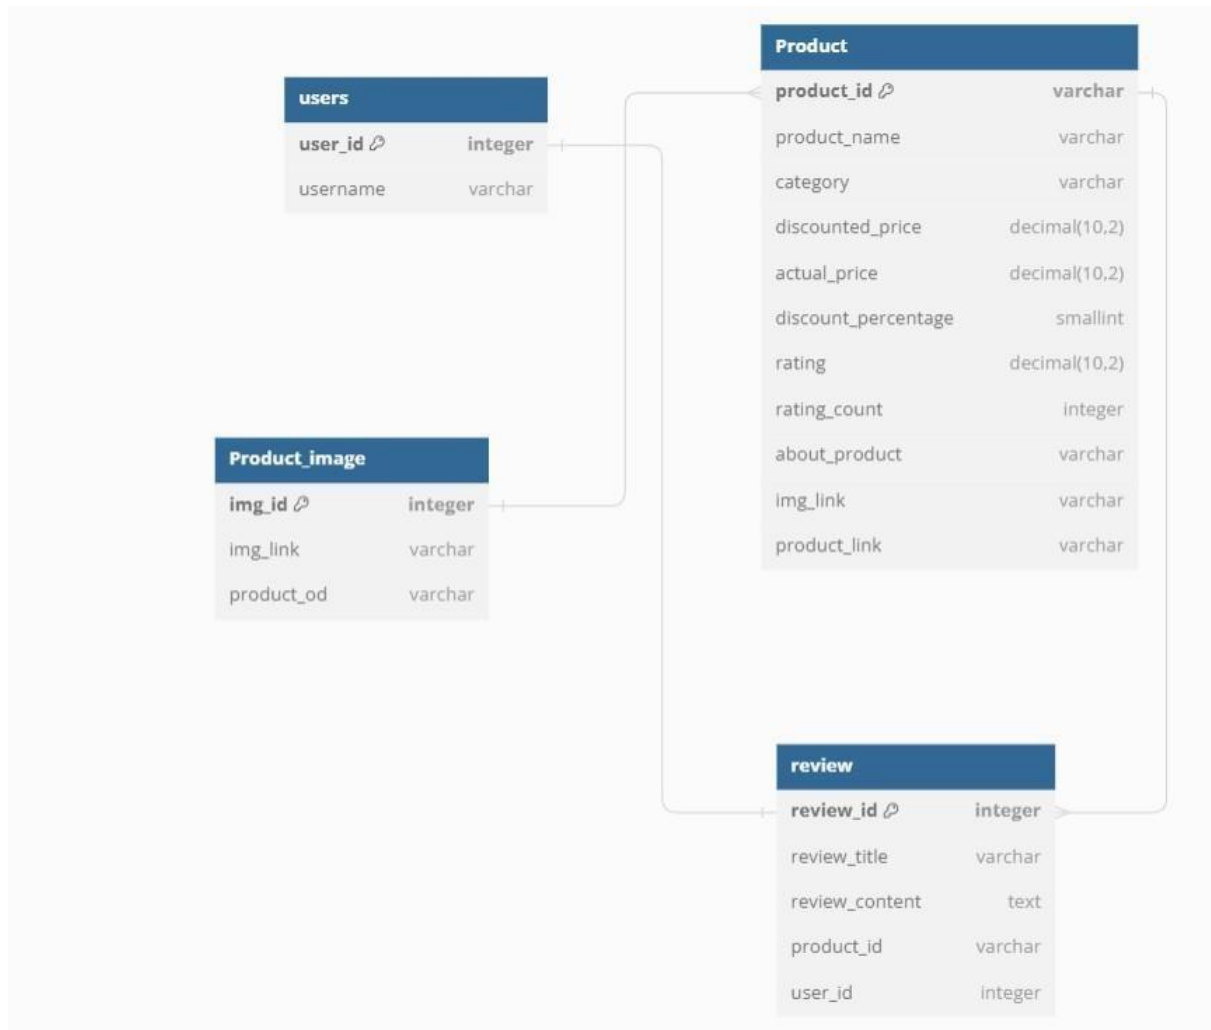 users
user_id integer
username varchar
Product
product_id varchar
product_name varchar
category varchar
discounted_price decimal(10,2)
actual_price decimal(10,2)
discount_percentage smallint
rating decimal(10,2)
rating_count integer
about_product varchar
img_link varchar
product_link varchar
Product_image
img_id integer
img_link varchar
product_od varchar
review
review_id integer
review_title varchar
review_content text
product_id varchar
user_id integer